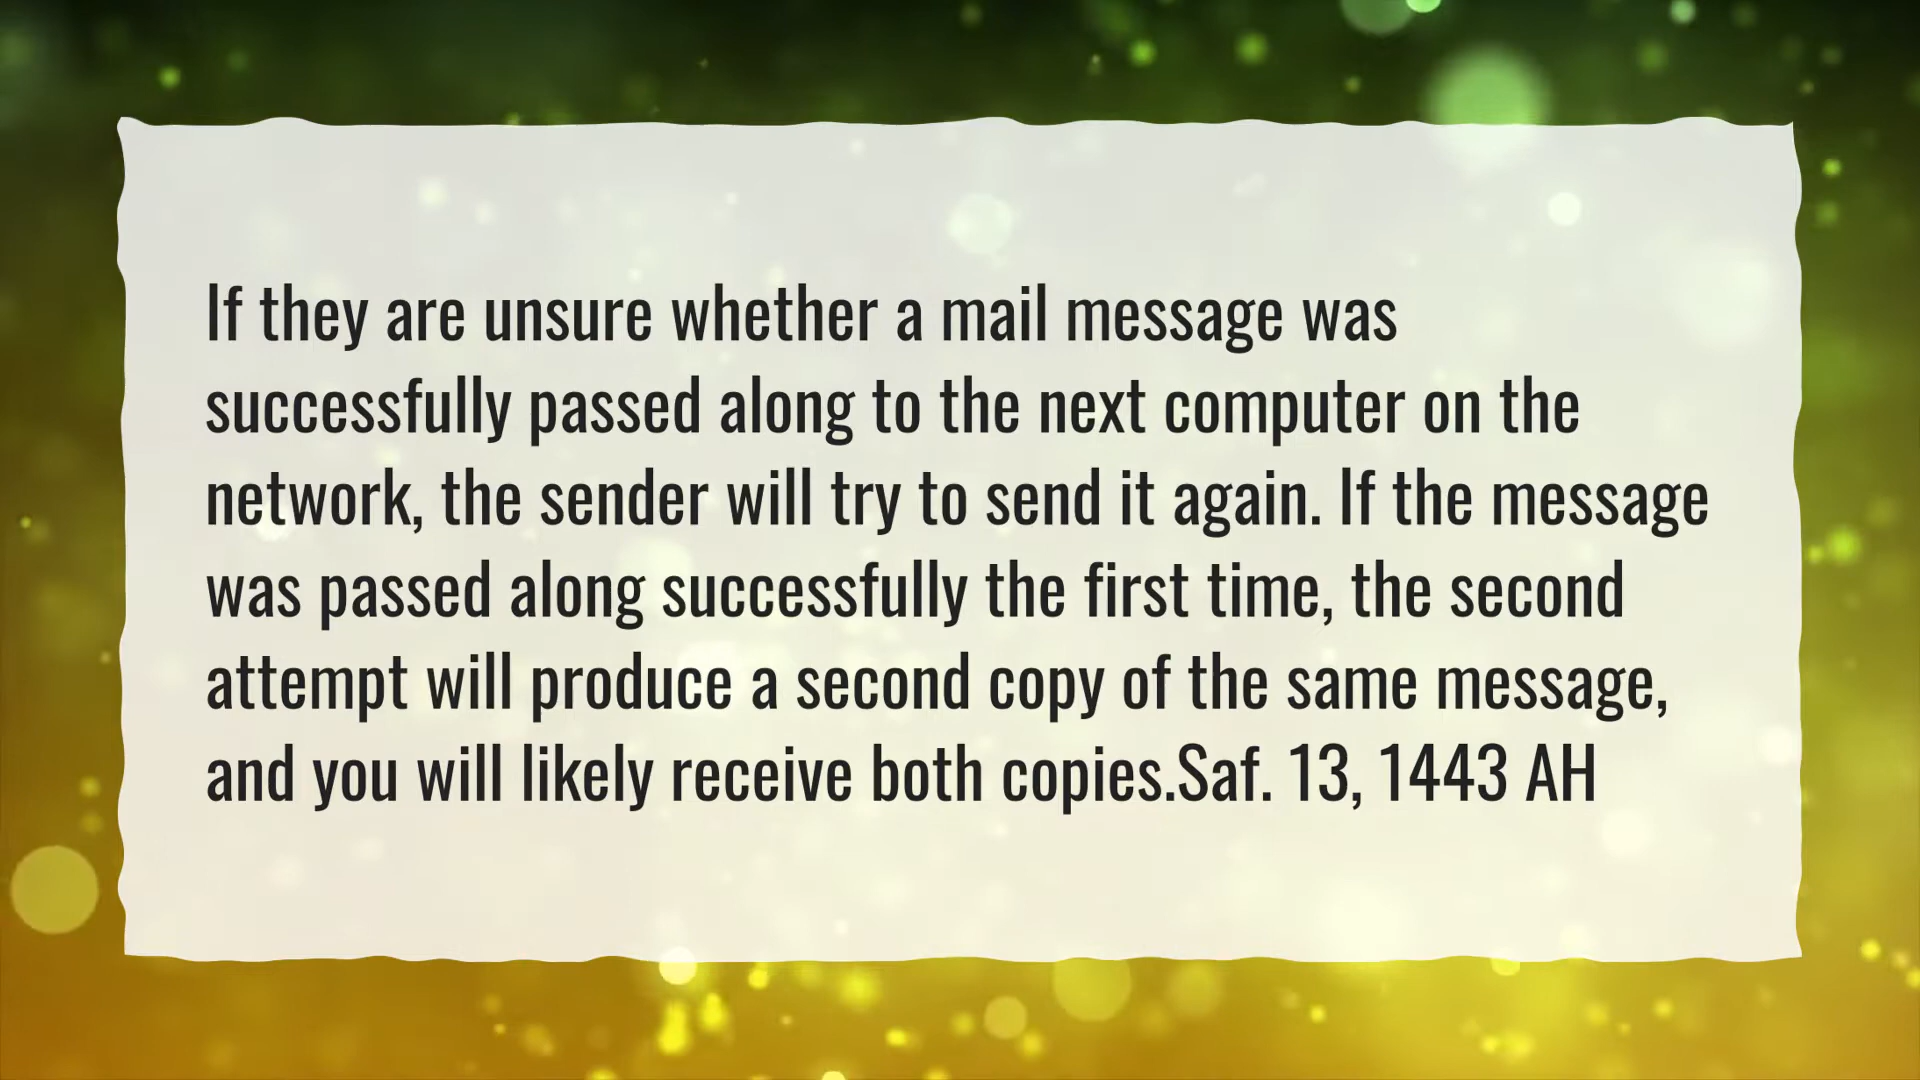 If they are unsure whether a mail message was
successfully passed along to the next computer on the
network, the sender will try to send it again. If the message
was passed along successfully the first time, the second
attempt will produce a second copy of the same message,
and you will likely receive both copies.Saf. 13, 1443 AH